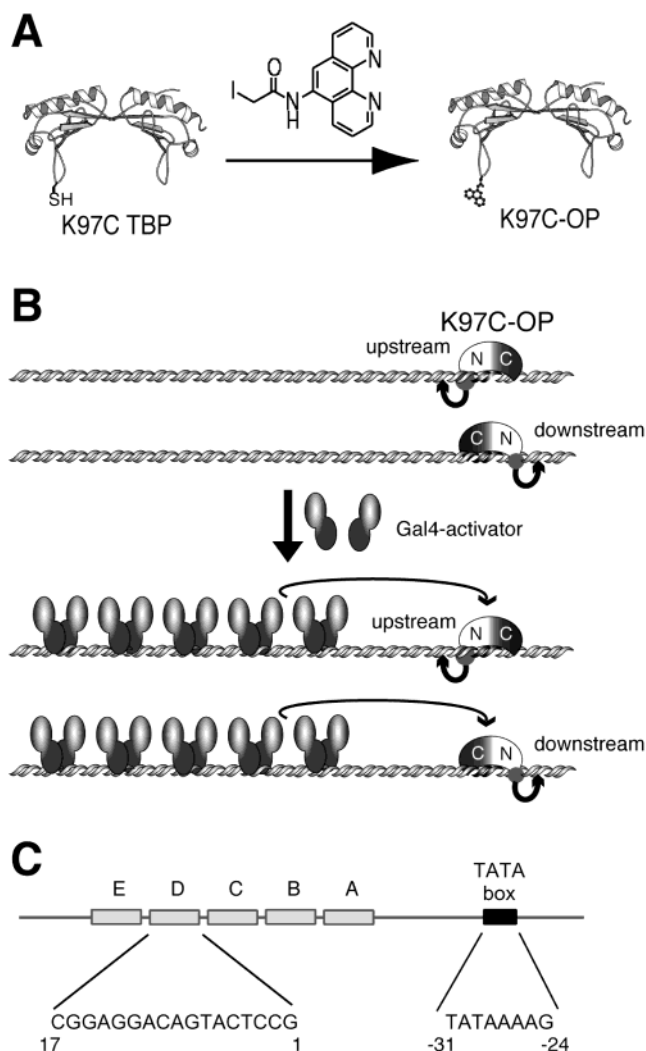 A
I
O
N
H
N
N
SH
K97C TBP
K97C-OP
B
K97C-OP
upstream
N C
C N
downstream
Gal4-activator
upstream
N C
C N
downstream
C
E D C B A
TATA
box
CGGAGGACAGTACTCCG
TATAAAAG
17 1
-31 -24